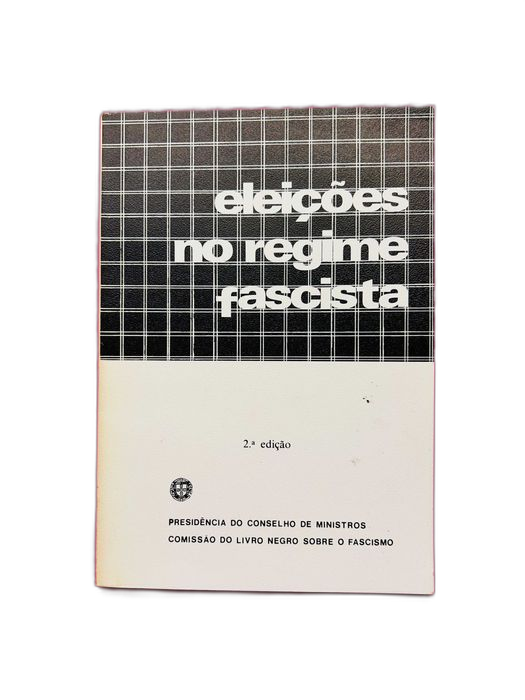 eleições
no regime
fascista
2.ª edição
PRESIDÊNCIA DO CONSELHO DE MINISTROS
COMISSÃO DO LIVRO NEGRO SOBRE O FASCISMO